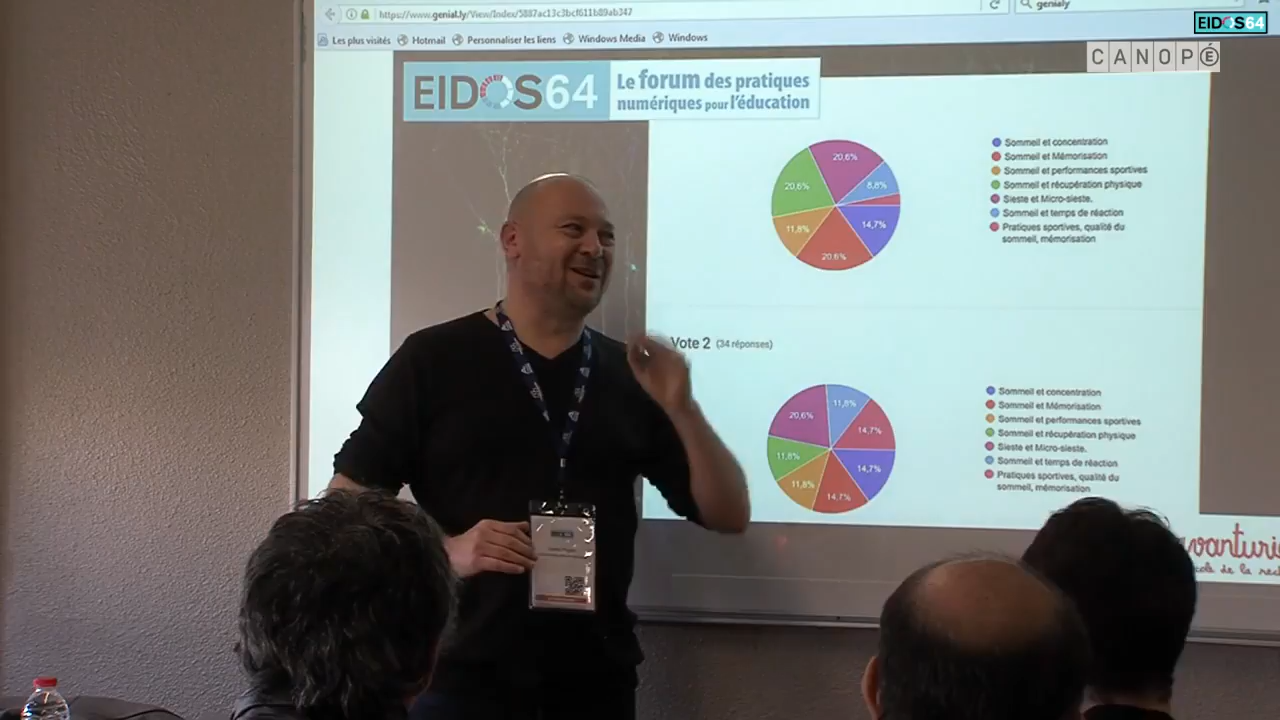 https://www.genial.ly/View/Index/5887ac13c3bcf611b89ab347
genialy
EIDOS64
Les plus visités
Hotmail
Personnaliser les liens
Windows Media
Windows
CANOPÉ
EIDOS64
Le forum des pratiques
numériques pour l'éducation
20,6%
8,8%
14,7%
20,6%
11,8%
20,6%
Sommeil et concentration
Sommeil et Mémorisation
Sommeil et performances sportives
Sommeil et récupération physique
Sieste et Micro-sieste.
Sommeil et temps de réaction
Pratiques sportives, qualité du
sommeil, mémorisation
Vote 2 (34 réponses)
11,8%
14,7%
14,7%
14,7%
11,8%
11,8%
20,6%
Sommeil et concentration
Sommeil et Mémorisation
Sommeil et performances sportives
Sommeil et récupération physique
Sieste et Micro-sieste.
Sommeil et temps de réaction
Pratiques sportives, qualité du
sommeil, mémorisation